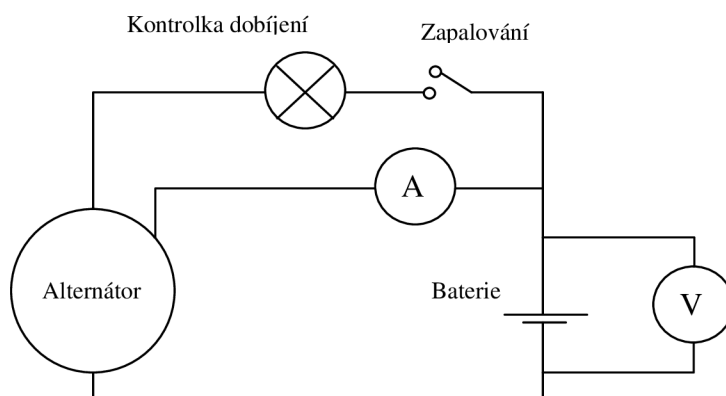 Kontrolka dobíjení
Zapalování
A
Alternátor
Baterie
V